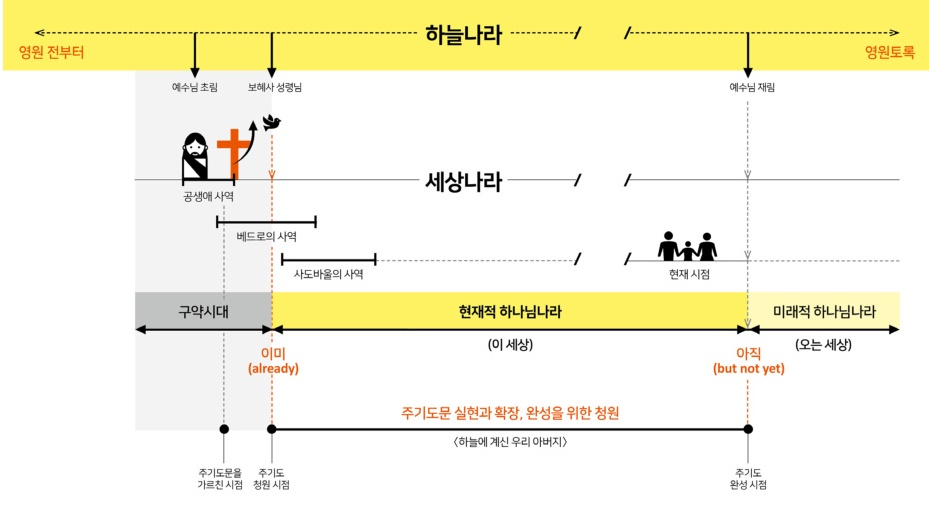 하늘나라
영원 전부터
영원토록
예수님 초림
보혜사 성령님
예수님 재림
세상나라
공생애 사역
베드로의 사역
사도바울의 사역
현재 시점
구약시대
현재적 하나님나라
미래적 하나님나라
(이 세상)
(오는 세상)
이미
(already)
아직
(but not yet)
주기도문 실현과 확장, 완성을 위한 청원
〈하늘에 계신 우리 아버지〉
주기도문을
가르친 시점
주기도
청원 시점
주기도
완성 시점